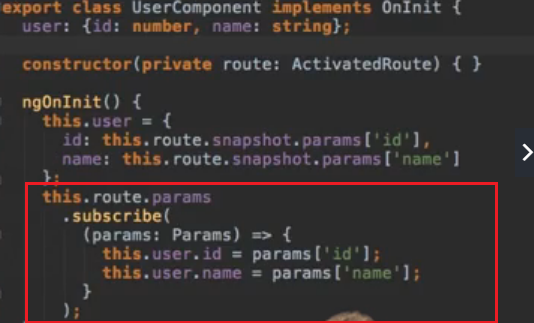 export class UserComponent implements OnInit {
user: {id: number, name: string};
constructor(private route: ActivatedRoute) { }
ngOnInit() {
this.user = {
id: this.route.snapshot.params['id'],
name: this.route.snapshot.params['name']
};
this.route.params
.subscribe(
(params: Params) => {
this.user.id = params['id'];
this.user.name = params['name'];
}
);